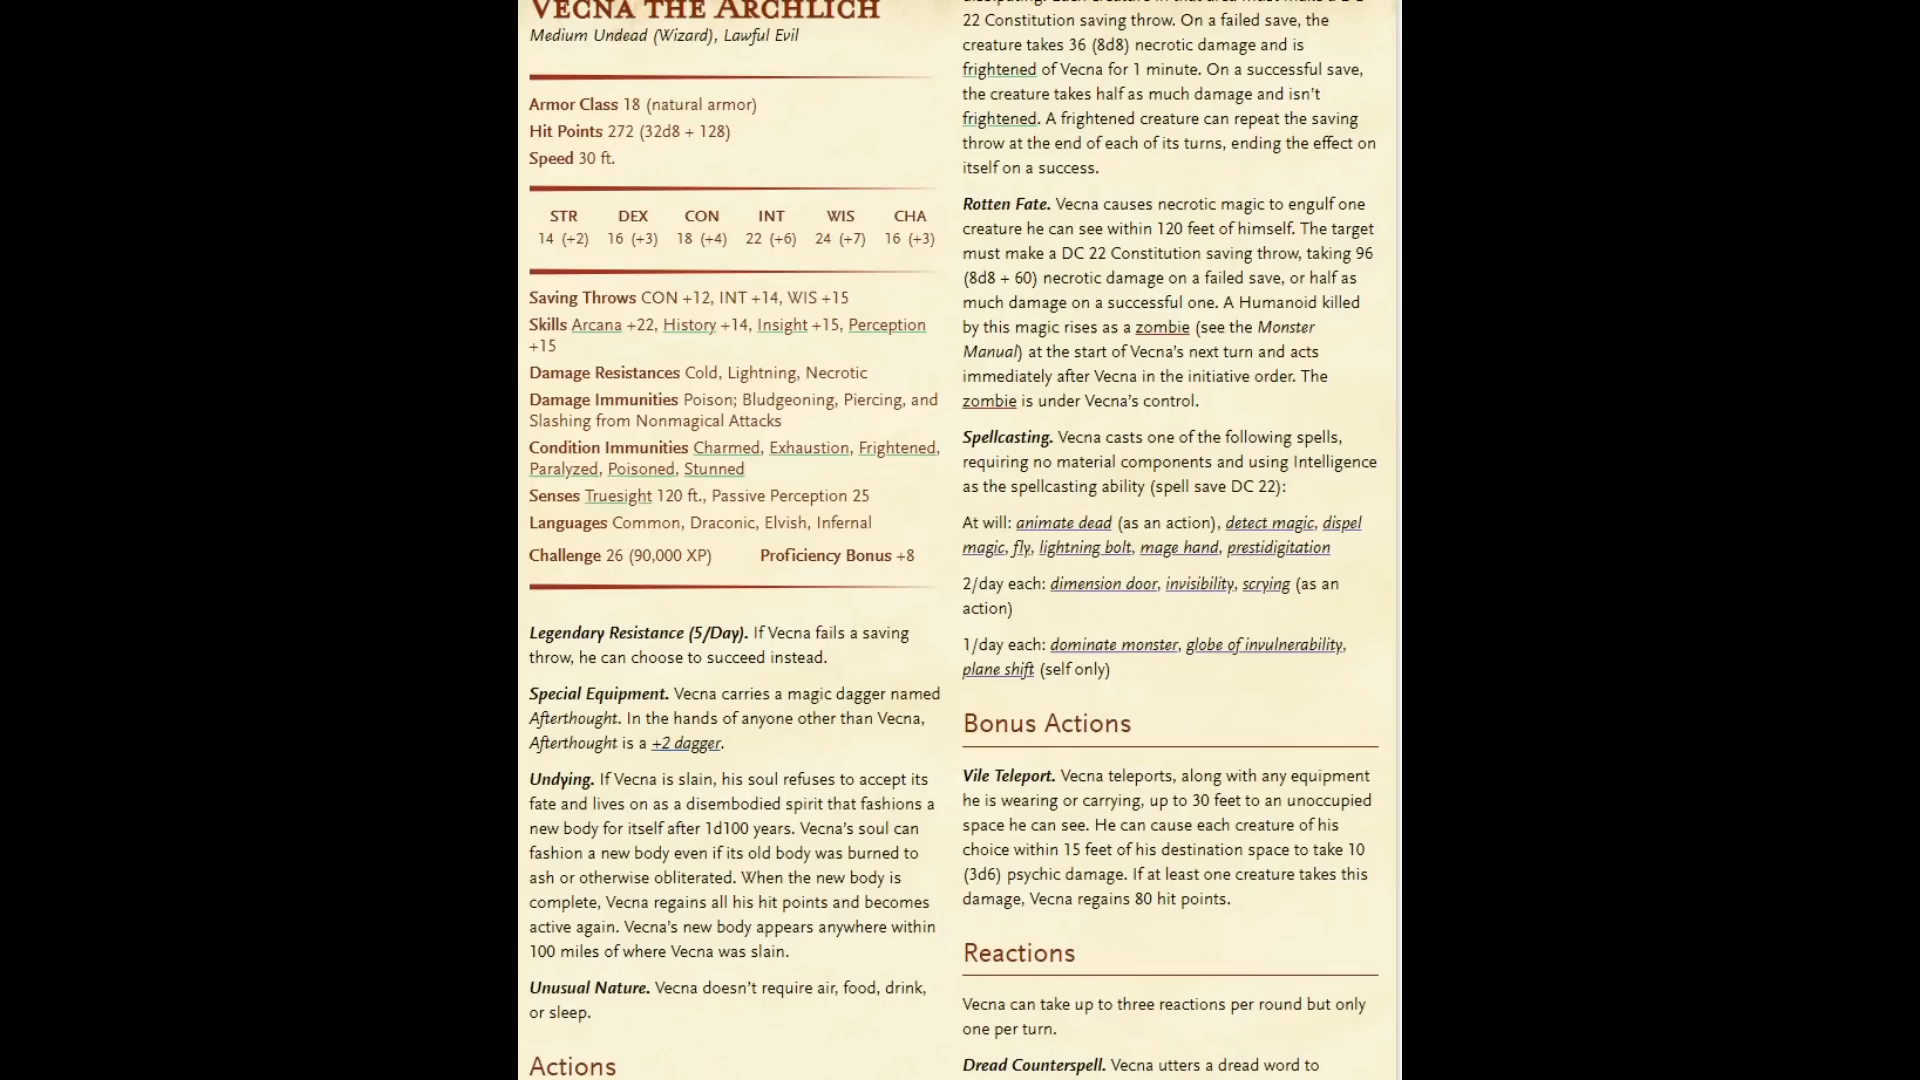 VECNA THE ARCHLICH
Medium Undead (Wizard), Lawful Evil
Armor Class 18 (natural armor)
Hit Points 272 (32d8 + 128)
Speed 30 ft.
STR DEX CON INT WIS CHA
14 (+2) 16 (+3) 18 (+4) 22 (+6) 24 (+7) 16 (+3)
Saving Throws CON +12, INT +14, WIS +15
Skills Arcana +22, History +14, Insight +15, Perception
+15
Damage Resistances Cold, Lightning, Necrotic
Damage Immunities Poison; Bludgeoning, Piercing, and
Slashing from Nonmagical Attacks
Condition Immunities Charmed, Exhaustion, Frightened,
Paralyzed, Poisoned, Stunned
Senses Truesight 120 ft., Passive Perception 25
Languages Common, Draconic, Elvish, Infernal
Challenge 26 (90,000 XP) Proficiency Bonus +8
Legendary Resistance (5/Day). If Vecna fails a saving
throw, he can choose to succeed instead.
Special Equipment. Vecna carries a magic dagger named
Afterthought. In the hands of anyone other than Vecna,
Afterthought is a +2 dagger.
Undying. If Vecna is slain, his soul refuses to accept its
fate and lives on as a disembodied spirit that fashions a
new body for itself after 1d100 years. Vecna's soul can
fashion a new body even if its old body was burned to
ash or otherwise obliterated. When the new body is
complete, Vecna regains all his hit points and becomes
active again. Vecna's new body appears anywhere within
100 miles of where Vecna was slain.
Unusual Nature. Vecna doesn't require air, food, drink,
or sleep.
Actions
22 Constitution saving throw. On a failed save, the
creature takes 36 (8d8) necrotic damage and is
frightened of Vecna for 1 minute. On a successful save,
the creature takes half as much damage and isn't
frightened. A frightened creature can repeat the saving
throw at the end of each of its turns, ending the effect on
itself on a success.
Rotten Fate. Vecna causes necrotic magic to engulf one
creature he can see within 120 feet of himself. The target
must make a DC 22 Constitution saving throw, taking 96
(8d8 + 60) necrotic damage on a failed save, or half as
much damage on a successful one. A Humanoid killed
by this magic rises as a zombie (see the Monster
Manual) at the start of Vecna's next turn and acts
immediately after Vecna in the initiative order. The
zombie is under Vecna's control.
Spellcasting. Vecna casts one of the following spells,
requiring no material components and using Intelligence
as the spellcasting ability (spell save DC 22):
At will: animate dead (as an action), detect magic, dispel
magic, fly, lightning bolt, mage hand, prestidigitation
2/day each: dimension door, invisibility, scrying (as an
action)
1/day each: dominate monster, globe of invulnerability,
plane shift (self only)
Bonus Actions
Vile Teleport. Vecna teleports, along with any equipment
he is wearing or carrying, up to 30 feet to an unoccupied
space he can see. He can cause each creature of his
choice within 15 feet of his destination space to take 10
(3d6) psychic damage. If at least one creature takes this
damage, Vecna regains 80 hit points.
Reactions
Vecna can take up to three reactions per round but only
one per turn.
Dread Counterspell. Vecna utters a dread word to